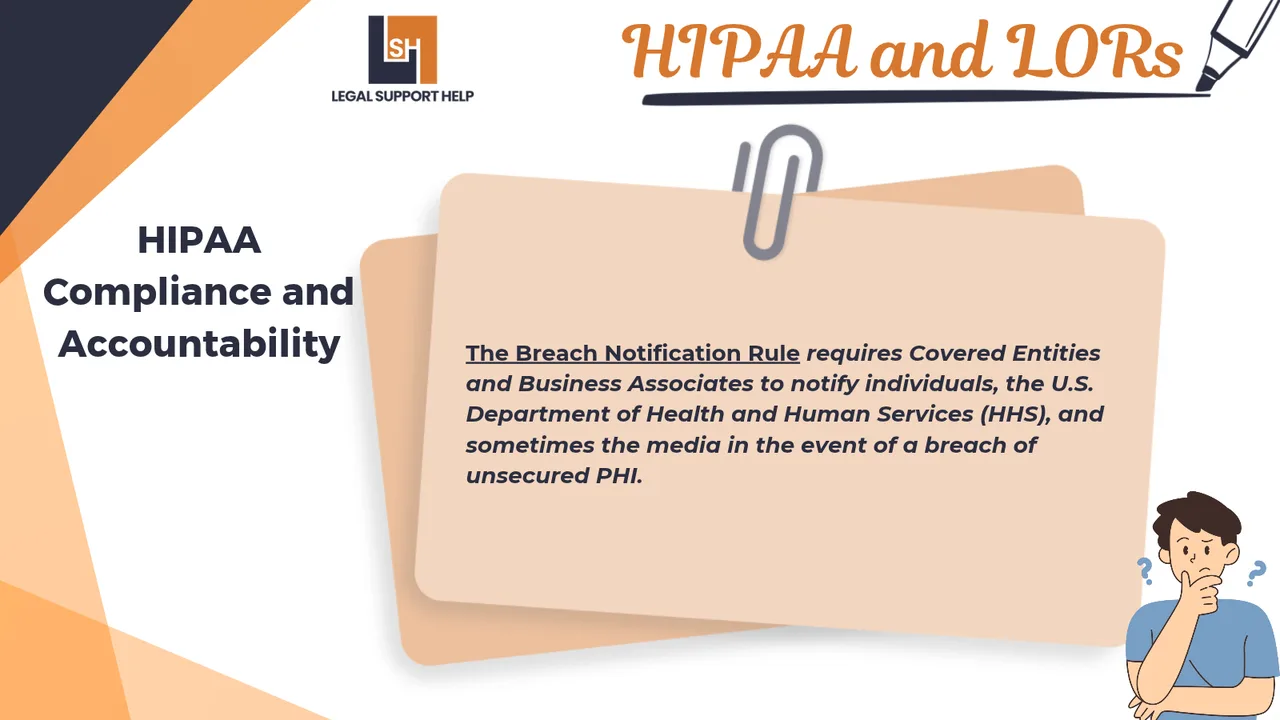 SH
LEGAL SUPPORT HELP
HIPAA and LORs
HIPAA
Compliance and
Accountability
The Breach Notification Rule requires Covered Entities
and Business Associates to notify individuals, the U.S.
Department of Health and Human Services (HHS), and
sometimes the media in the event of a breach of
unsecured PHI.
? ?